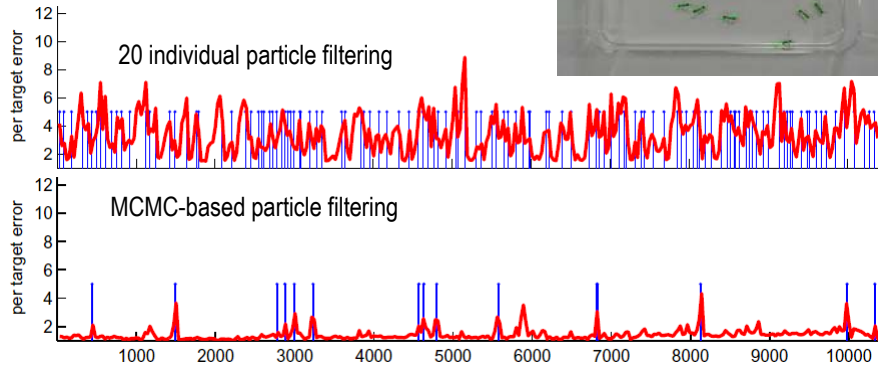 12
10
8
6
4
2
per target error
20 individual particle filtering
12
10
8
6
4
2
per target error
MCMC-based particle filtering
1000 2000 3000 4000 5000 6000 7000 8000 9000 10000